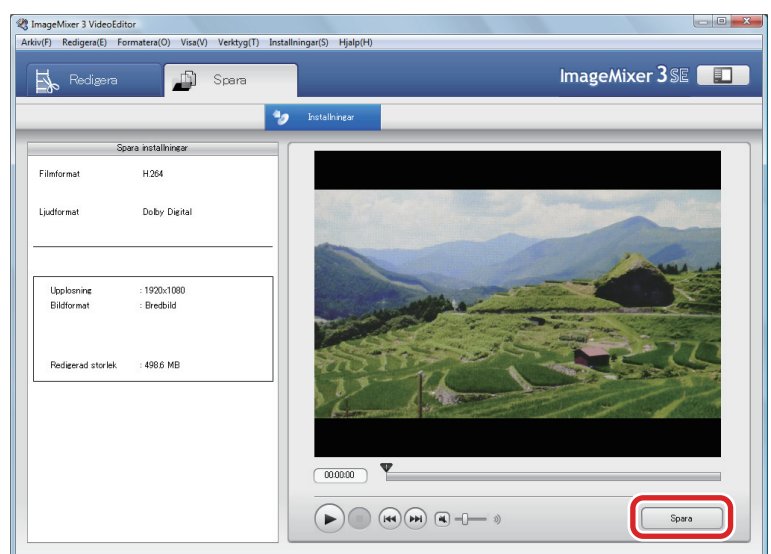 ImageMixer 3 VideoEditor
Arkiv(F) Redigera(E) Formatera(O) Visa(V) Verktyg(T) Installningar(S) Hjalp(H)
Redigera
Spara
ImageMixer 3 SE
Installningar
Spara installningar
Filmformat H.264
Ljudformat Dolby Digital
Upplosning : 1920x1080
Bildformat : Bredbild
Redigerad storlek : 498.6 MB
00:00:00
Spara